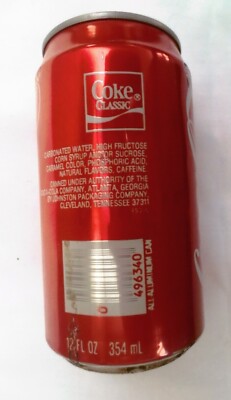 Coke
CLASSIC
CARBONATED WATER, HIGH FRUCTOSE
CORN SYRUP AND/OR SUCROSE,
CARAMEL COLOR, PHOSPHORIC ACID,
NATURAL FLAVORS, CAFFEINE.
CANNED UNDER AUTHORITY OF THE
COCA-COLA COMPANY, ATLANTA, GEORGIA
BY JOHNSTON PACKAGING COMPANY,
CLEVELAND, TENNESSEE 37311
0
496340
ALL ALUMINUM CAN
12 FL OZ 354 mL